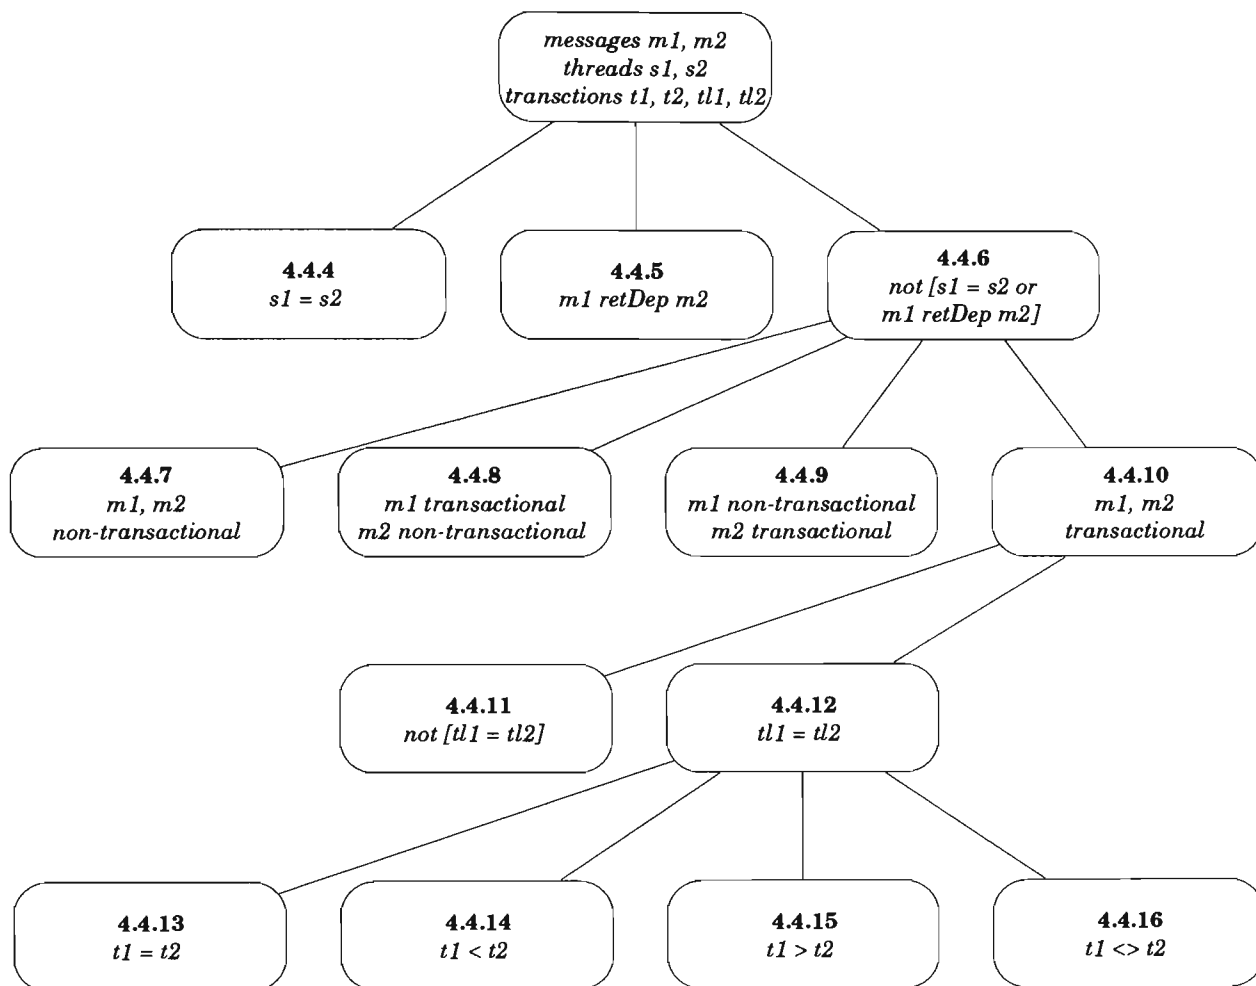 messages m1, m2
threads s1, s2
transctions t1, t2, tl1, tl2
4.4.4
s1 = s2
4.4.5
m1 retDep m2
4.4.6
not [s1 = s2 or
m1 retDep m2]
4.4.7
m1, m2
non-transactional
4.4.8
m1 transactional
m2 non-transactional
4.4.9
m1 non-transactional
m2 transactional
4.4.10
m1, m2
transactional
4.4.11
not [tl1 = tl2]
4.4.12
tl1 = tl2
4.4.13
t1 = t2
4.4.14
t1 < t2
4.4.15
t1 > t2
4.4.16
t1 <> t2